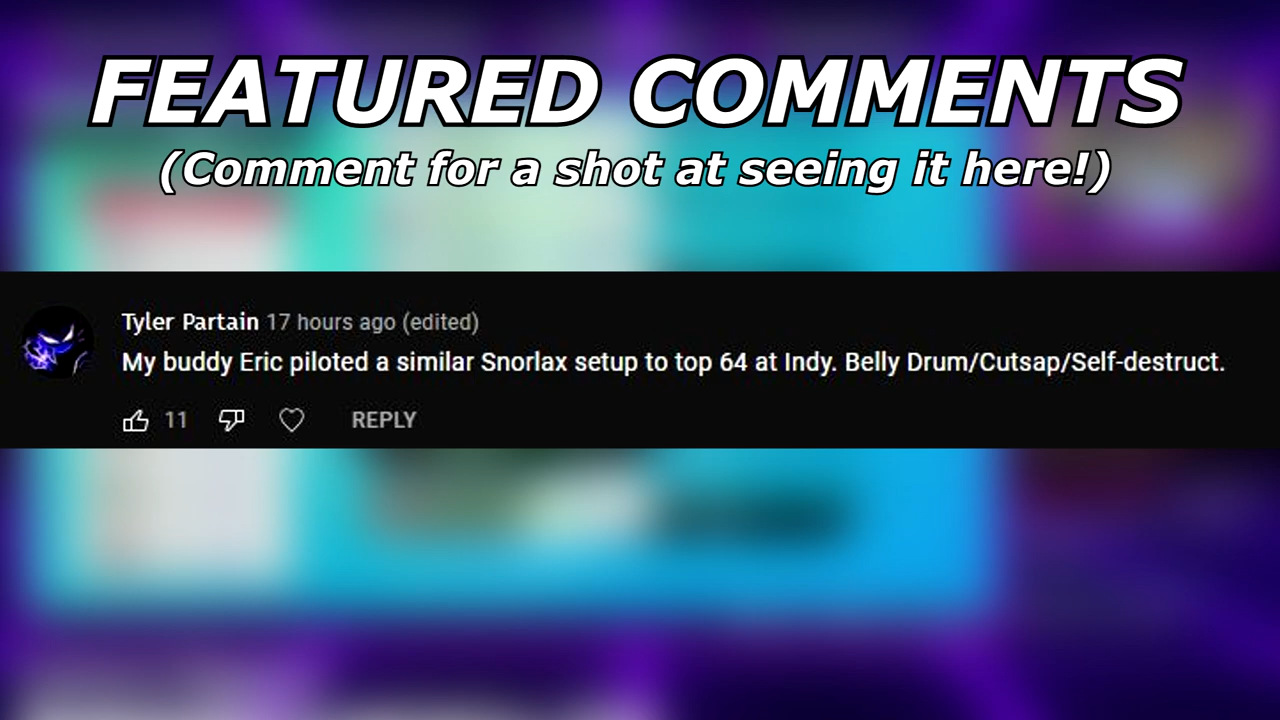 FEATURED COMMENTS
(Comment for a shot at seeing it here!)
Tyler Partain 17 hours ago (edited)
My buddy Eric piloted a similar Snorlax setup to top 64 at Indy. Belly Drum/Cutsap/Self-destruct.
11 REPLY